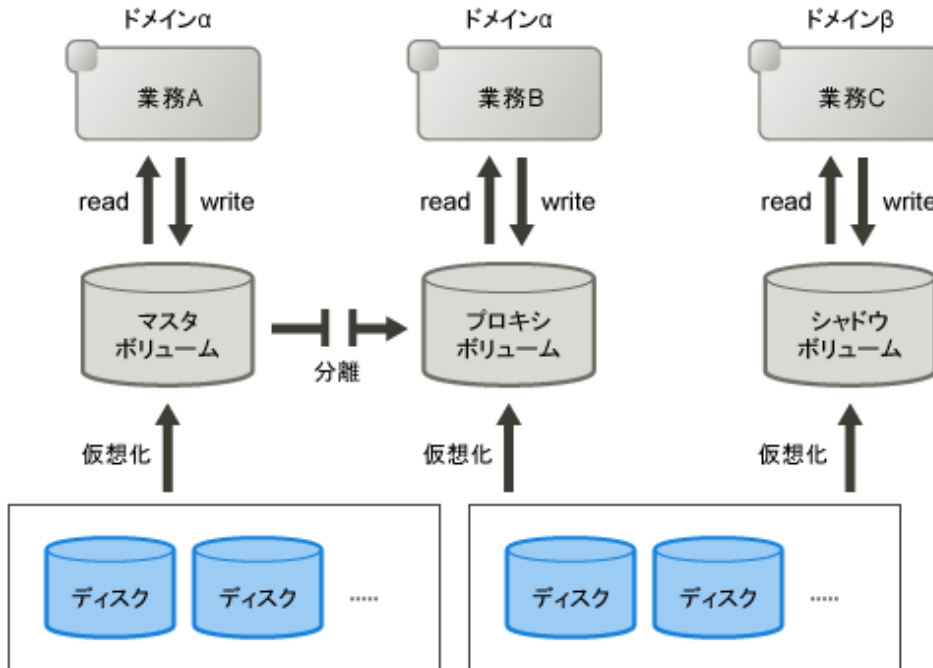 ドメインα
ドメインα
ドメインβ
業務A
業務B
業務C
read
write
read
write
read
write
マスタ
ボリューム
分離
プロキシ
ボリューム
シャドウ
ボリューム
仮想化
仮想化
仮想化
ディスク
ディスク
.....
ディスク
ディスク
.....